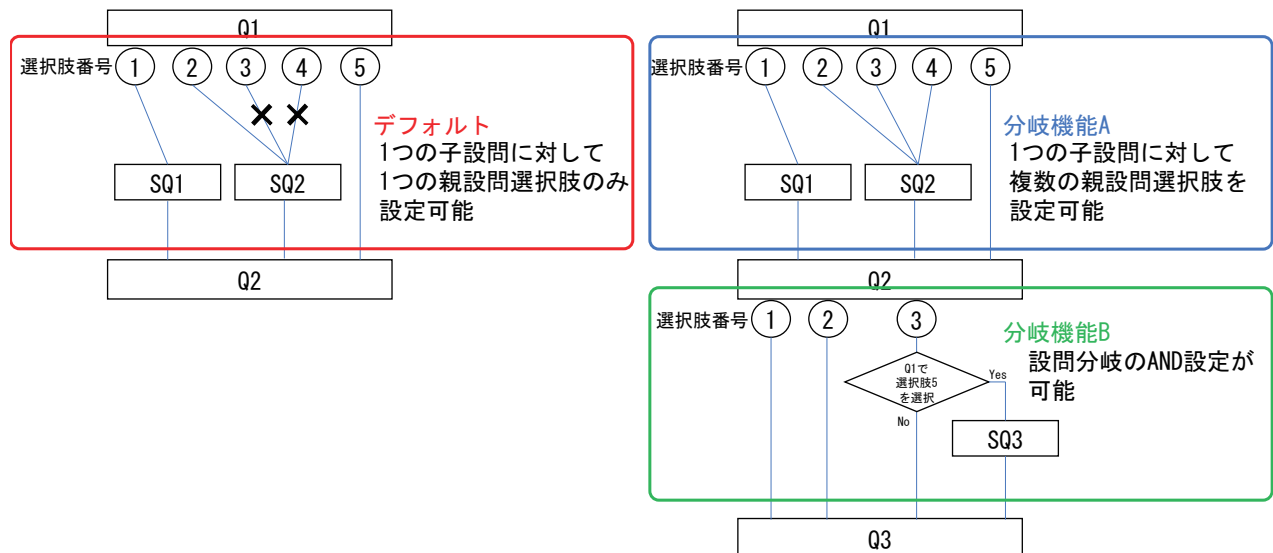 Q1
選択肢番号 1 2 3 4 5
デフォルト
1つの子設問に対して
1つの親設問選択肢のみ
設定可能
SQ1 SQ2
Q2
Q1
選択肢番号 1 2 3 4 5
分岐機能A
1つの子設問に対して
複数の親設問選択肢を
設定可能
SQ1 SQ2
Q2
選択肢番号 1 2 3
分岐機能B
設問分岐のAND設定が
可能
Q1で
選択肢5
を選択
Yes
No
SQ3
Q3